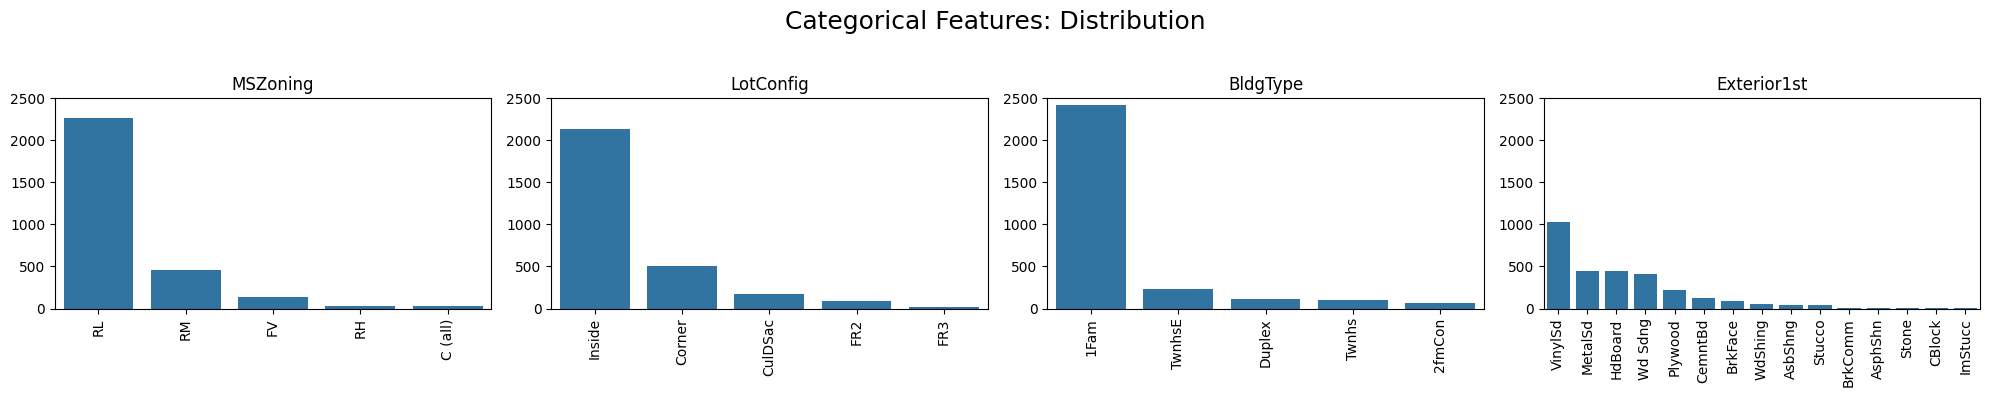 Categorical Features: Distribution
MSZoning
2500
2000
1500
1000
500
0
RL
RM
FV
RH
C (all)
LotConfig
2500
2000
1500
1000
500
0
Inside
Corner
CulDSac
FR2
FR3
BldgType
2500
2000
1500
1000
500
0
1Fam
TwnhsE
Duplex
Twnhs
2fmCon
Exterior1st
2500
2000
1500
1000
500
0
VinylSd
MetalSd
HdBoard
Wd Sdng
Plywood
CemntBd
BrkFace
WdShing
AsbShng
Stucco
BrkComm
AsphShn
Stone
CBlock
ImStucc